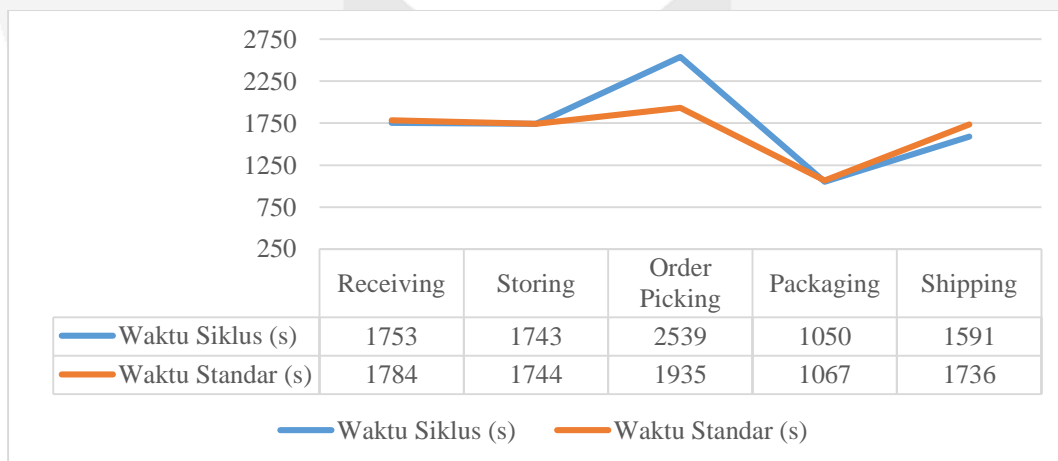 2750
2250
1750
1250
750
250
Receiving Storing Order Picking Packaging Shipping
Waktu Siklus (s) 1753 1743 2539 1050 1591
Waktu Standar (s) 1784 1744 1935 1067 1736
Waktu Siklus (s) Waktu Standar (s)